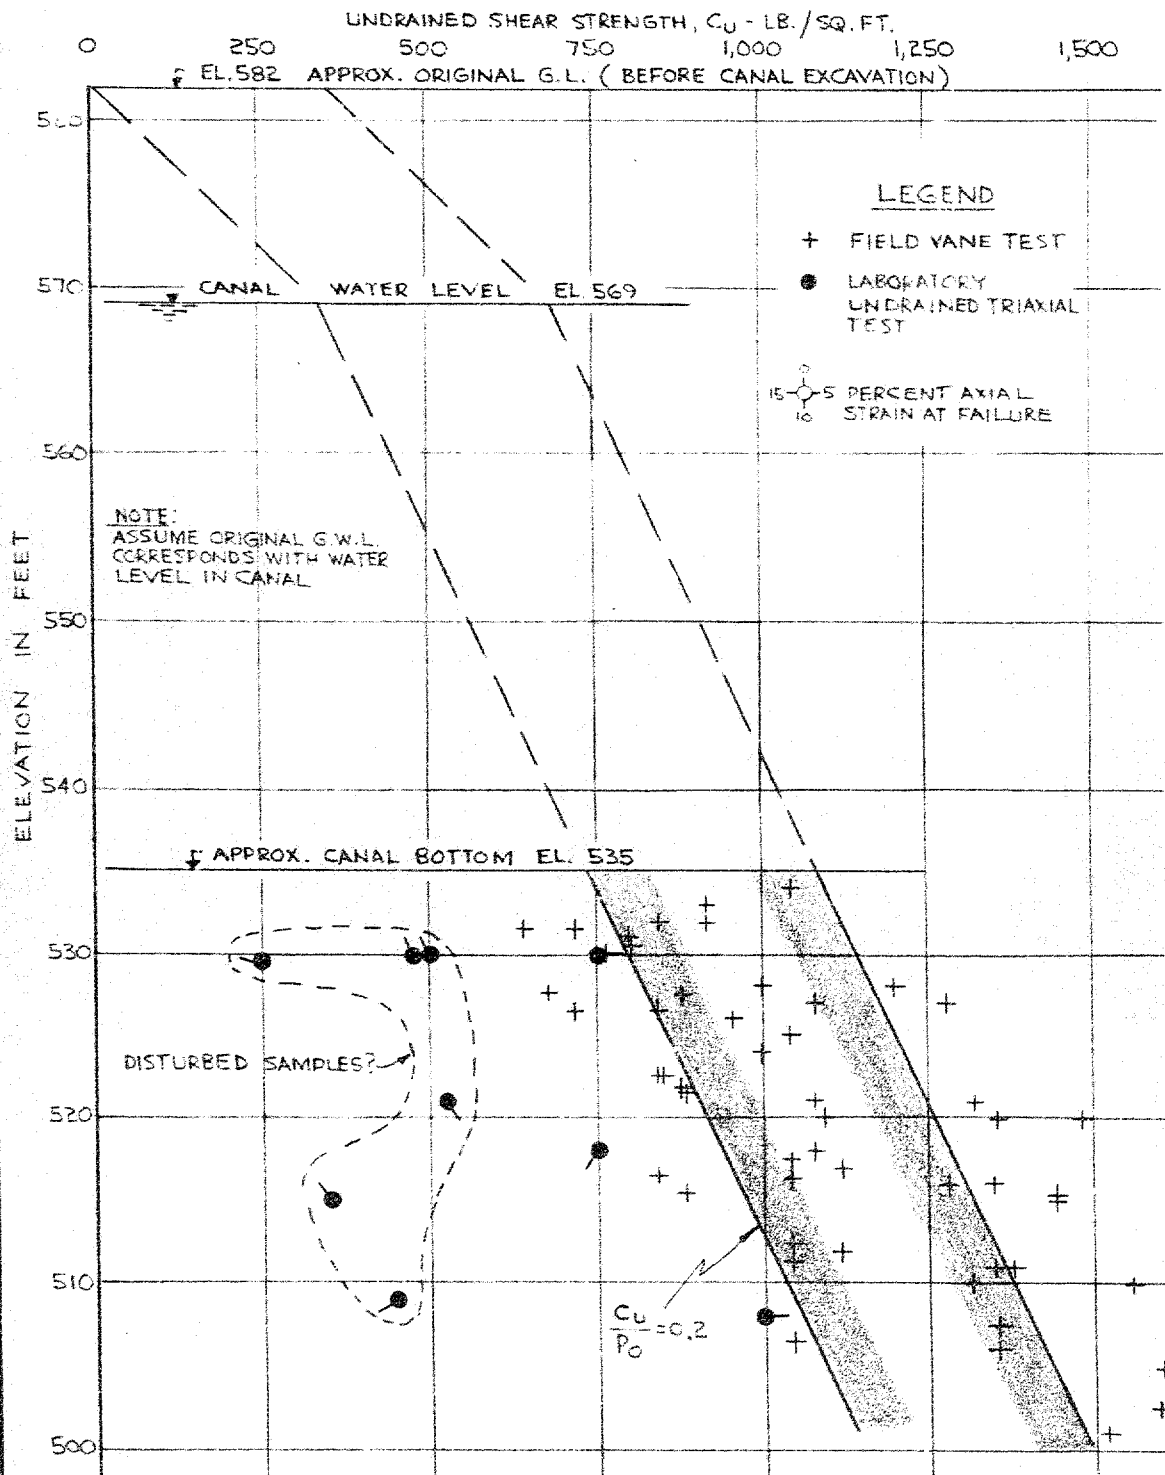 UNDRAINED SHEAR STRENGTH, CU - LB./SQ. FT.
0 250 500 750 1,000 1,250 1,500
EL. 582 APPROX. ORIGINAL G.L. (BEFORE CANAL EXCAVATION)
580
LEGEND
+ FIELD VANE TEST
● LABORATORY
UNDRAINED TRIAXIAL
TEST
0
15 5 PERCENT AXIAL
10 STRAIN AT FAILURE
570
CANAL WATER LEVEL EL. 569
560
NOTE:
ASSUME ORIGINAL G.W.L.
CORRESPONDS WITH WATER
LEVEL IN CANAL
ELEVATION IN FEET
550
540
APPROX. CANAL BOTTOM EL. 535
530
DISTURBED SAMPLES?
520
510
CU
PO =0.2
500